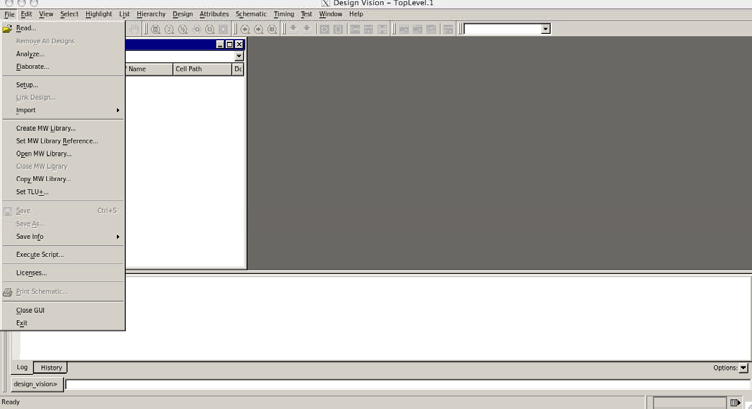 Design Vision - TopLevel.1
File Edit View Select Highlight List Hierarchy Design Attributes Schematic Timing Test Window Help
Read...
Remove All Designs
Analyze...
Elaborate...
Name Cell Path
Setup...
Link Design...
Import
Create MW Library...
Set MW Library Reference...
Open MW Library...
Close MW Library
Copy MW Library...
Set TLU+...
Save Ctrl+S
Save As...
Save Info
Execute Script...
Licenses...
Print Schematic...
Close GUI
Exit
Log History Options:
design_vision>
Ready